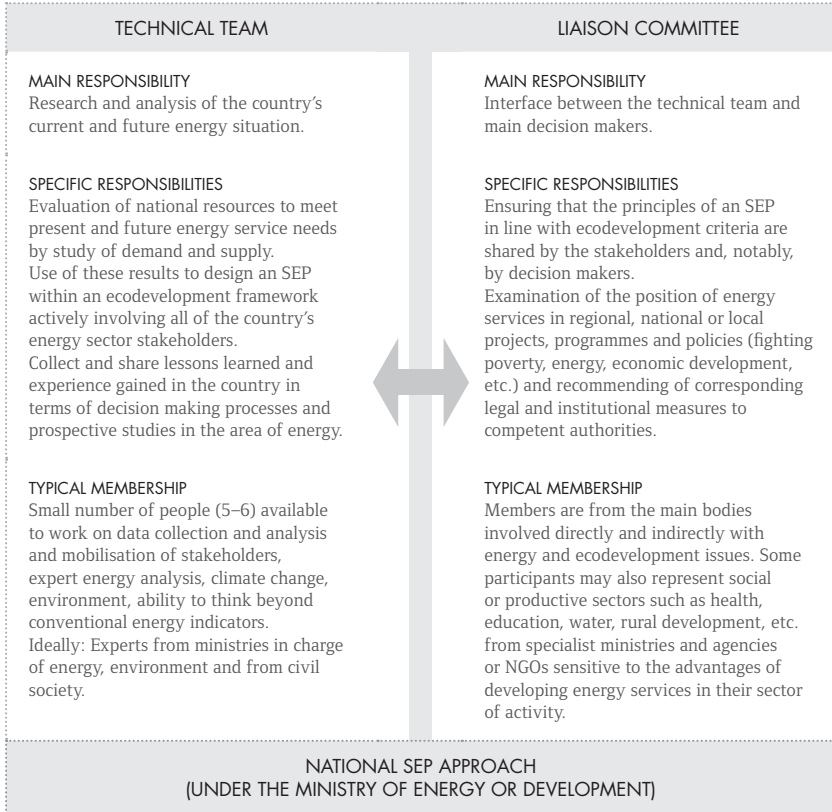 TECHNICAL TEAM
MAIN RESPONSIBILITY
Research and analysis of the country's
current and future energy situation.
SPECIFIC RESPONSIBILITIES
Evaluation of national resources to meet
present and future energy service needs
by study of demand and supply.
Use of these results to design an SEP
within an ecodevelopment framework
actively involving all of the country's
energy sector stakeholders.
Collect and share lessons learned and
experience gained in the country in
terms of decision making processes and
prospective studies in the area of energy.
TYPICAL MEMBERSHIP
Small number of people (5–6) available
to work on data collection and analysis
and mobilisation of stakeholders,
expert energy analysis, climate change,
environment, ability to think beyond
conventional energy indicators.
Ideally: Experts from ministries in charge
of energy, environment and from civil
society.
LIAISON COMMITTEE
MAIN RESPONSIBILITY
Interface between the technical team and
main decision makers.
SPECIFIC RESPONSIBILITIES
Ensuring that the principles of an SEP
in line with ecodevelopment criteria are
shared by the stakeholders and, notably,
by decision makers.
Examination of the position of energy
services in regional, national or local
projects, programmes and policies (fighting
poverty, energy, economic development,
etc.) and recommending of corresponding
legal and institutional measures to
competent authorities.
TYPICAL MEMBERSHIP
Members are from the main bodies
involved directly and indirectly with
energy and ecodevelopment issues. Some
participants may also represent social
or productive sectors such as health,
education, water, rural development, etc.
from specialist ministries and agencies
or NGOs sensitive to the advantages of
developing energy services in their sector
of activity.
NATIONAL SEP APPROACH
(UNDER THE MINISTRY OF ENERGY OR DEVELOPMENT)